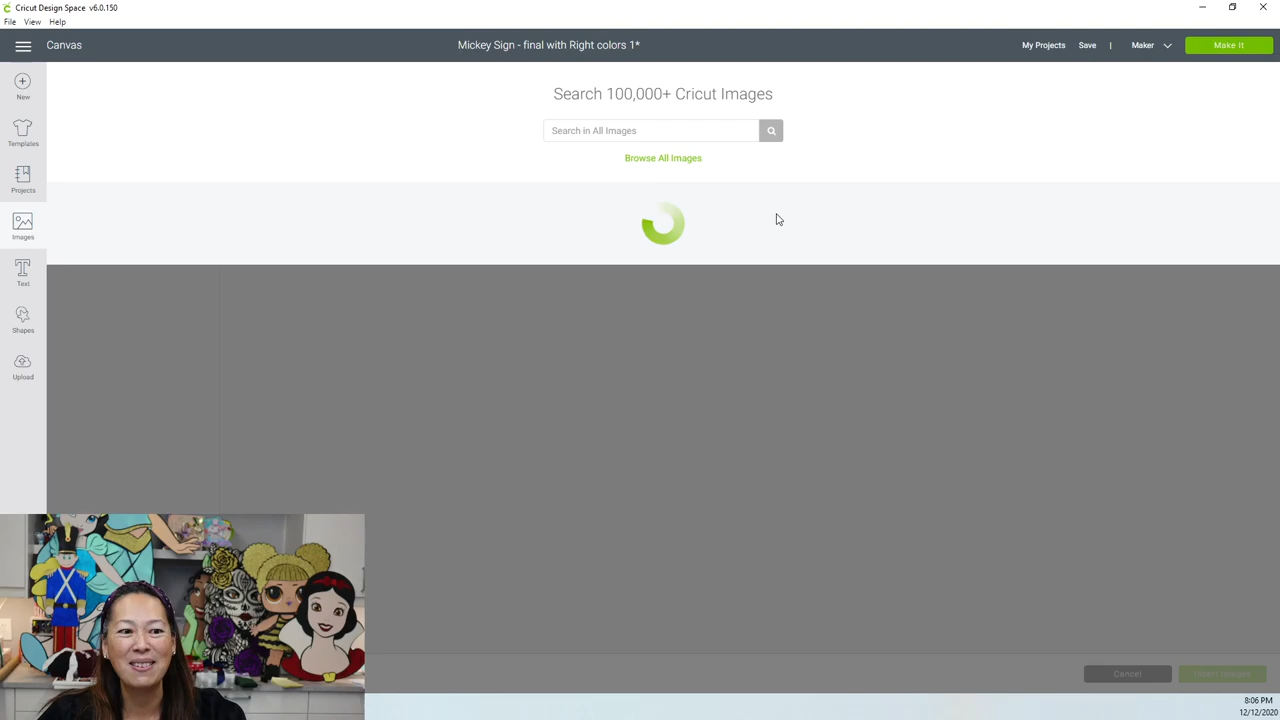 Cricut Design Space v6.0.150
File View Help
Canvas
Mickey Sign - final with Right colors 1*
My Projects Save | Maker Make It
New
Templates
Projects
Images
Text
Shapes
Upload
Search 100,000+ Cricut Images
Search in All Images
Browse All Images
Cancel Insert Images
8:06 PM
12/12/2020